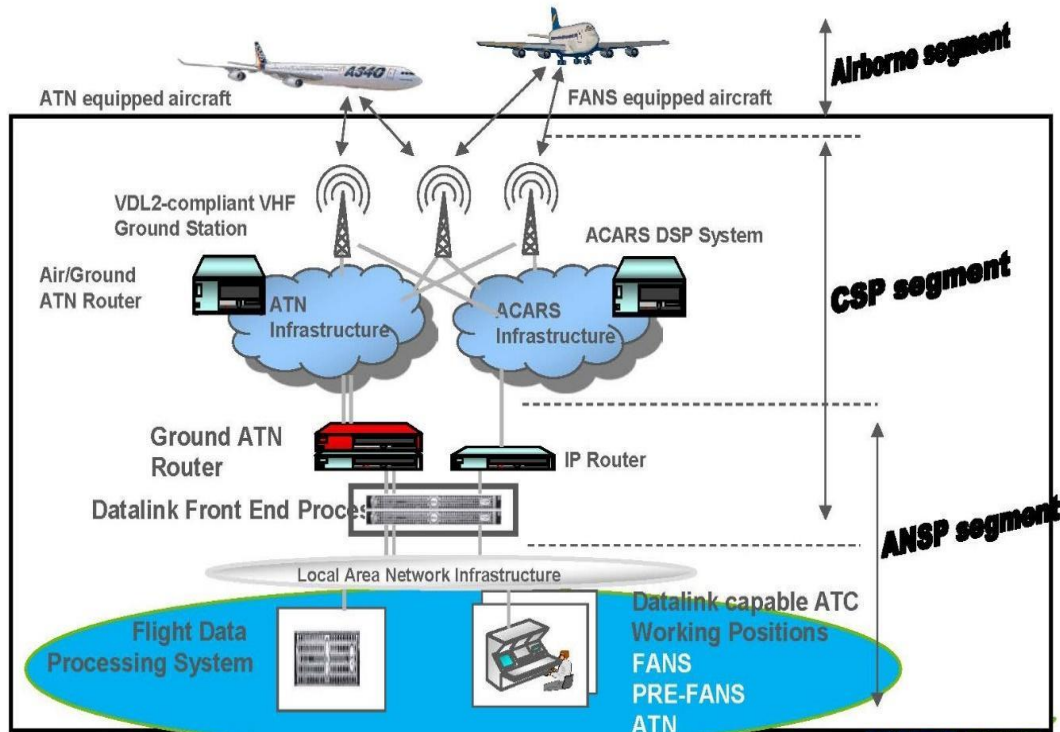 A340
Airborne segment
ATN equipped aircraft
FANS equipped aircraft
VDL2-compliant VHF
Ground Station
ACARS DSP System
Air/Ground
ATN Router
ATN
Infrastructure
ACARS
Infrastructure
CSP segment
Ground ATN
Router
IP Router
Datalink Front End Proces
ANSP segment
Local Area Network Infrastructure
Flight Data
Processing System
Datalink capable ATC
Working Positions
FANS
PRE-FANS
ATN